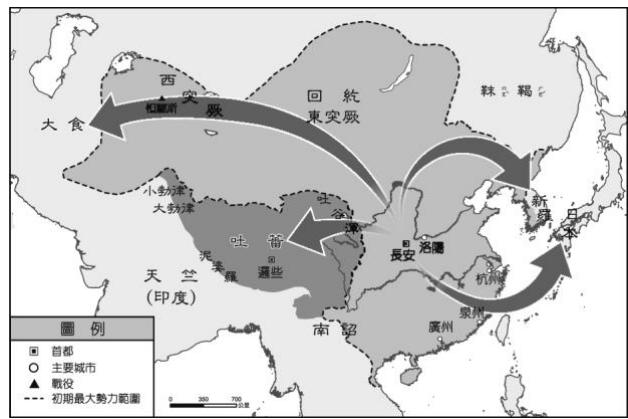 西突厥
怛羅斯
大食
回紇
東突厥
靺鞨
小勃律
大勃律
吐谷渾
吐蕃
邏些
泥婆羅
天竺
(印度)
南詔
長安
洛陽
新羅
日本
杭州
泉州
廣州
圖例
首都
主要城市
戰役
初期最大勢力範圍
0 350 700
公里